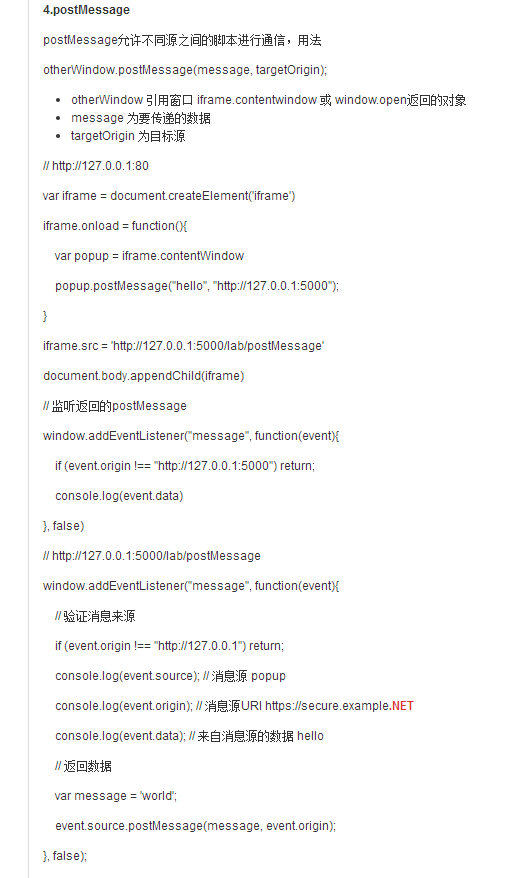 4.postMessage
postMessage允许不同源之间的脚本进行通信，用法
otherWindow.postMessage(message, targetOrigin);
• otherWindow 引用窗口 iframe.contentwindow 或 window.open返回的对象
• message 为要传递的数据
• targetOrigin 为目标源
// http://127.0.0.1:80
var iframe = document.createElement('iframe')
iframe.onload = function(){
var popup = iframe.contentWindow
popup.postMessage("hello", "http://127.0.0.1:5000");
}
iframe.src = 'http://127.0.0.1:5000/lab/postMessage'
document.body.appendChild(iframe)
// 监听返回的postMessage
window.addEventListener("message", function(event){
if (event.origin !== "http://127.0.0.1:5000") return;
console.log(event.data)
}, false)
// http://127.0.0.1:5000/lab/postMessage
window.addEventListener("message", function(event){
// 验证消息来源
if (event.origin !== "http://127.0.0.1") return;
console.log(event.source); // 消息源 popup
console.log(event.origin); // 消息源URI https://secure.example.NET
console.log(event.data); // 来自消息源的数据 hello
// 返回数据
var message = 'world';
event.source.postMessage(message, event.origin);
}, false);